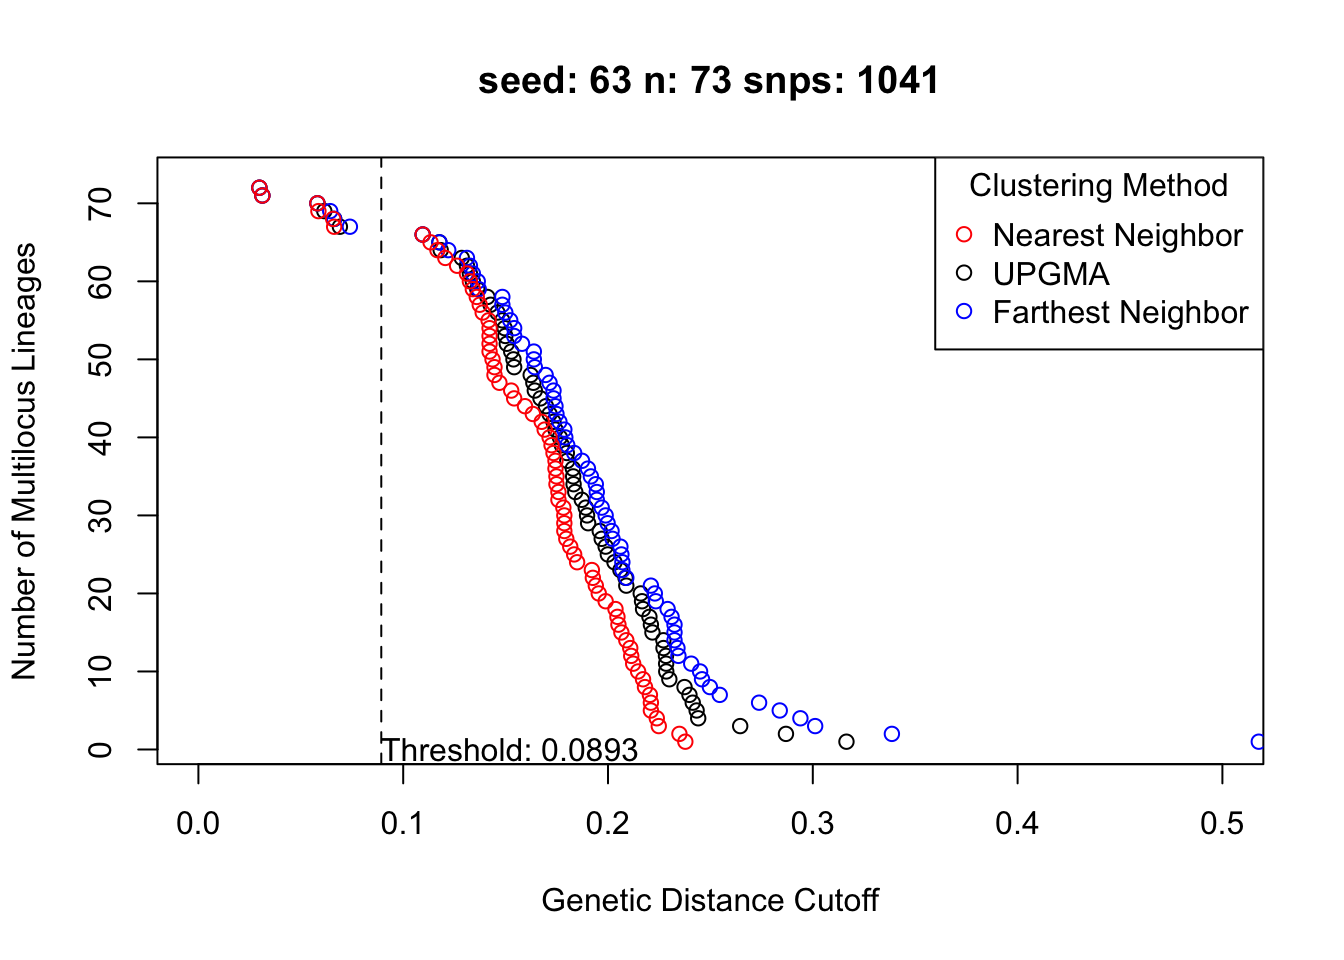 seed: 63 n: 73 snps: 1041
Clustering Method
Nearest Neighbor
UPGMA
Farthest Neighbor
Number of Multilocus Lineages
70
60
50
40
30
20
10
0
Threshold: 0.0893
0.0 0.1 0.2 0.3 0.4 0.5
Genetic Distance Cutoff